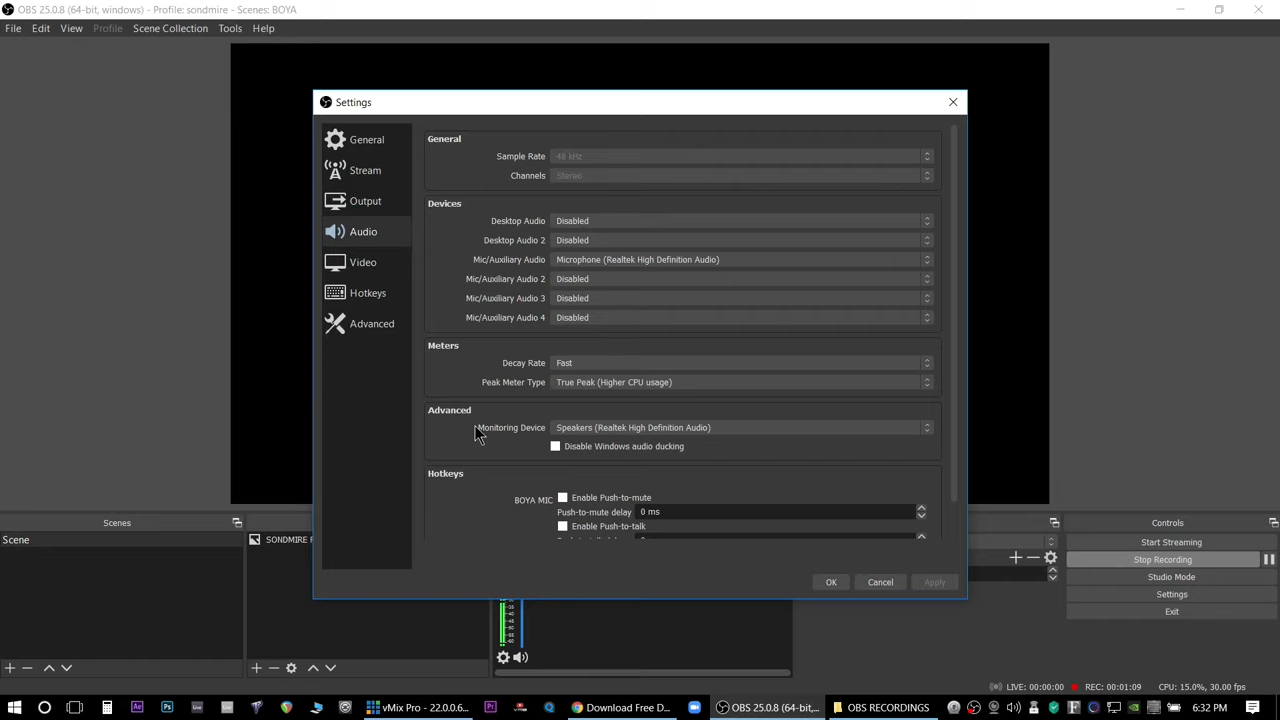 OBS 25.0.8 (64-bit, windows) - Profile: sondmire - Scenes: BOYA
File Edit View Profile Scene Collection Tools Help
Settings
General
Stream
Output
Audio
Video
Hotkeys
Advanced
General
Sample Rate 48 kHz
Channels Stereo
Devices
Desktop Audio Disabled
Desktop Audio 2 Disabled
Mic/Auxiliary Audio Microphone (Realtek High Definition Audio)
Mic/Auxiliary Audio 2 Disabled
Mic/Auxiliary Audio 3 Disabled
Mic/Auxiliary Audio 4 Disabled
Meters
Decay Rate Fast
Peak Meter Type True Peak (Higher CPU usage)
Advanced
Monitoring Device Speakers (Realtek High Definition Audio)
Disable Windows audio ducking
Hotkeys
BOYA MIC Enable Push-to-mute
Push-to-mute delay 0 ms
Enable Push-to-talk
OK Cancel Apply
Scenes
Scene
SONDMIRE
Controls
Start Streaming
Stop Recording
Studio Mode
Settings
Exit
LIVE: 00:00:00 REC: 00:01:09 CPU: 15.0%, 30.00 fps
vMix Pro - 22.0.0.6... Download Free D... OBS 25.0.8 (64-bit,... OBS RECORDINGS 6:32 PM